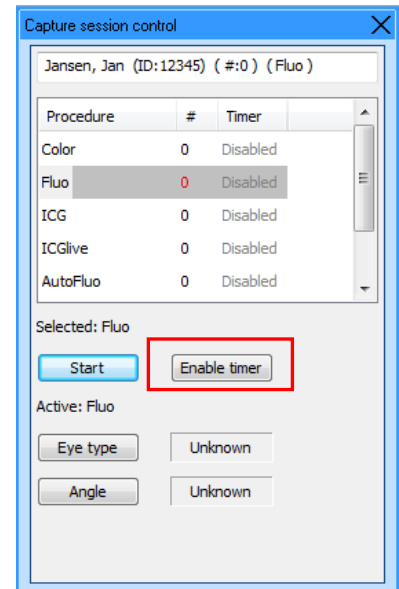 Capture session control
Jansen, Jan (ID:12345) ( #:0 ) ( Fluo )
Procedure # Timer
Color 0 Disabled
Fluo 0 Disabled
ICG 0 Disabled
ICGlive 0 Disabled
AutoFluo 0 Disabled
Selected: Fluo
Start Enable timer
Active: Fluo
Eye type Unknown
Angle Unknown